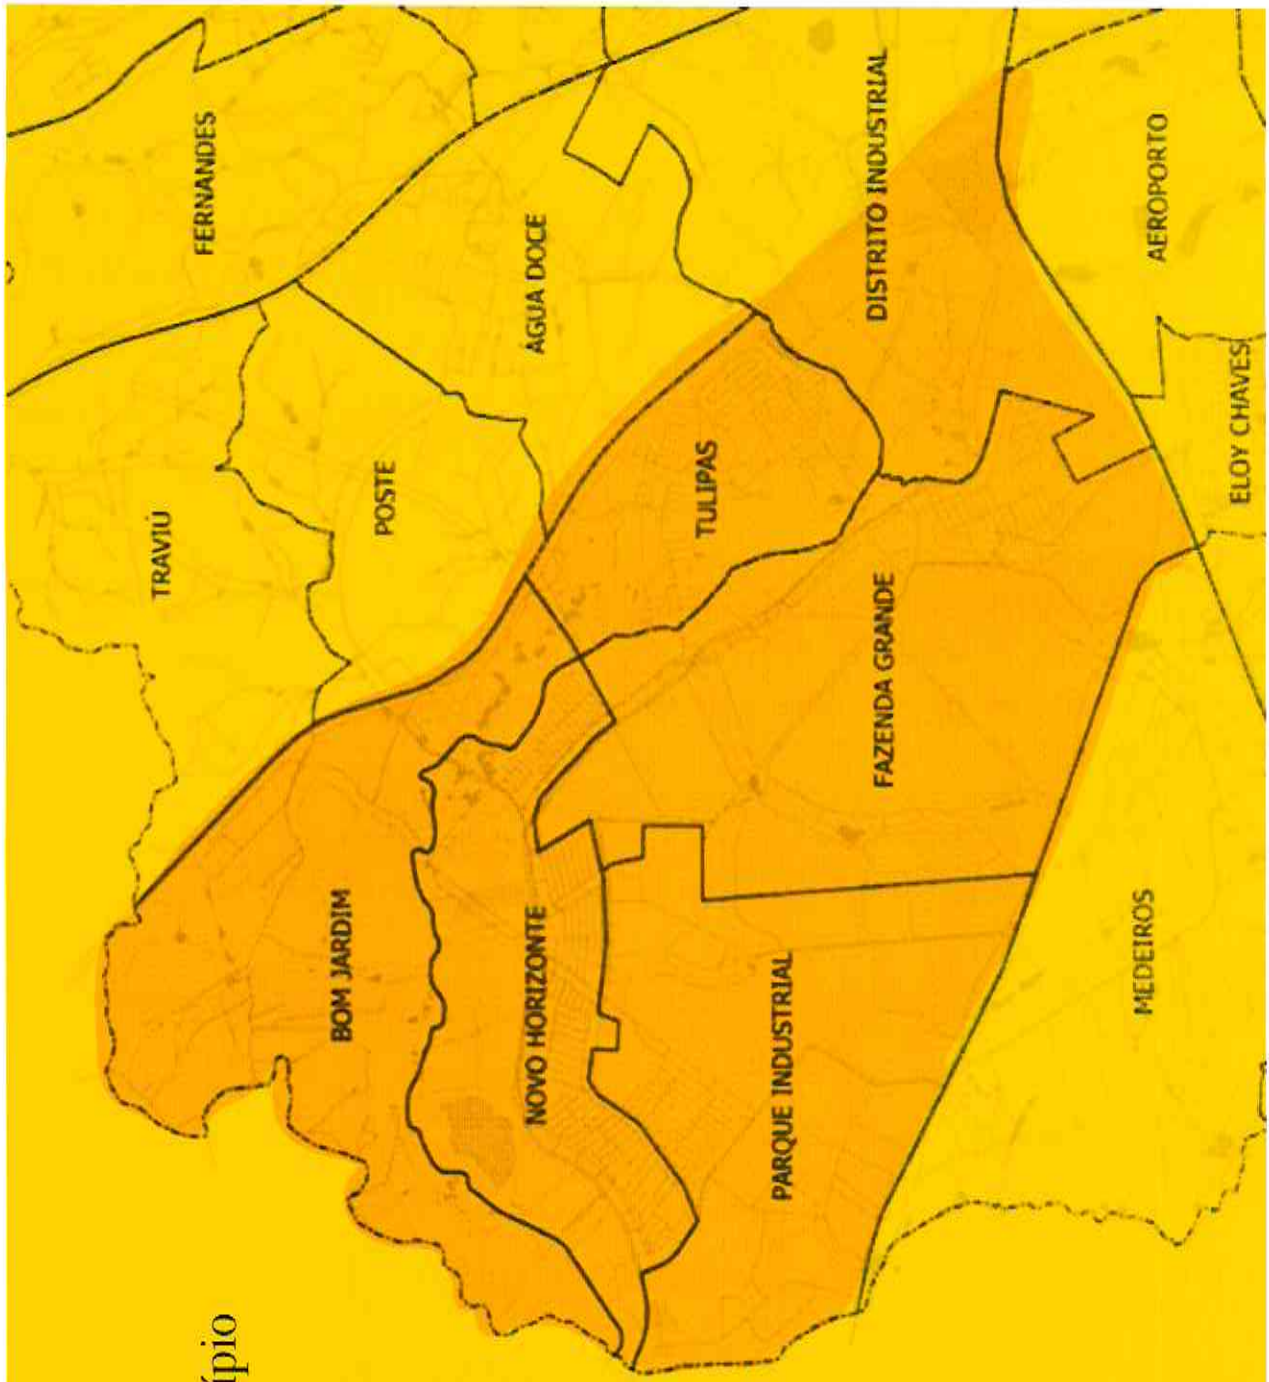 ípio
TRAVIÚ
FERNANDES
BOM JARDIM
POSTE
NOVO HORIZONTE
AGUA DOCE
TULIPAS
PARQUE INDUSTRIAL
FAZENDA GRANDE
DISTRITO INDUSTRIAL
MEDEIROS
AEROPORTO
ELOY CHAVES